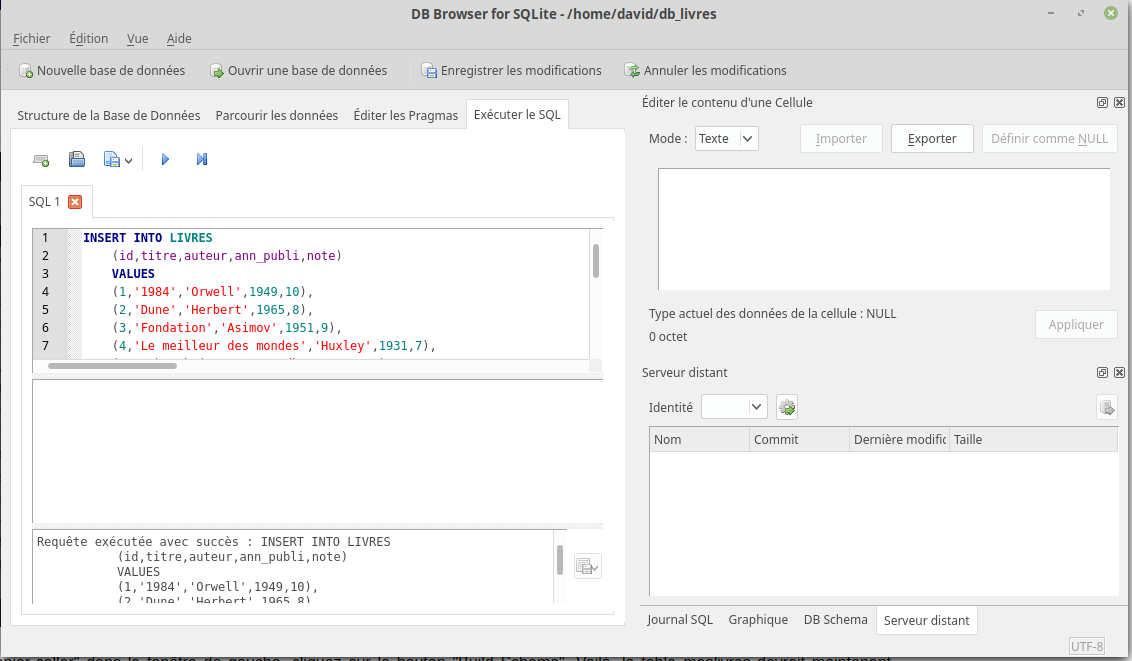 DB Browser for SQLite - /home/david/db_livres
Fichier Édition Vue Aide
Nouvelle base de données Ouvrir une base de données Enregistrer les modifications Annuler les modifications
Structure de la Base de Données Parcourir les données Éditer les Pragmas Exécuter le SQL
SQL 1
1 INSERT INTO LIVRES
2 (id,titre,auteur,ann_publi,note)
3 VALUES
4 (1,'1984','Orwell',1949,10),
5 (2,'Dune','Herbert',1965,8),
6 (3,'Fondation','Asimov',1951,9),
7 (4,'Le meilleur des mondes','Huxley',1931,7),
Requête exécutée avec succès : INSERT INTO LIVRES
(id,titre,auteur,ann_publi,note)
VALUES
(1,'1984','Orwell',1949,10),
(2,'Dune','Herbert',1965,8),
Éditer le contenu d'une Cellule
Mode : Texte Importer Exporter Définir comme NULL
Type actuel des données de la cellule : NULL
0 octet
Appliquer
Serveur distant
Identité
Nom Commit Dernière modific Taille
Journal SQL Graphique DB Schema Serveur distant
UTF-8